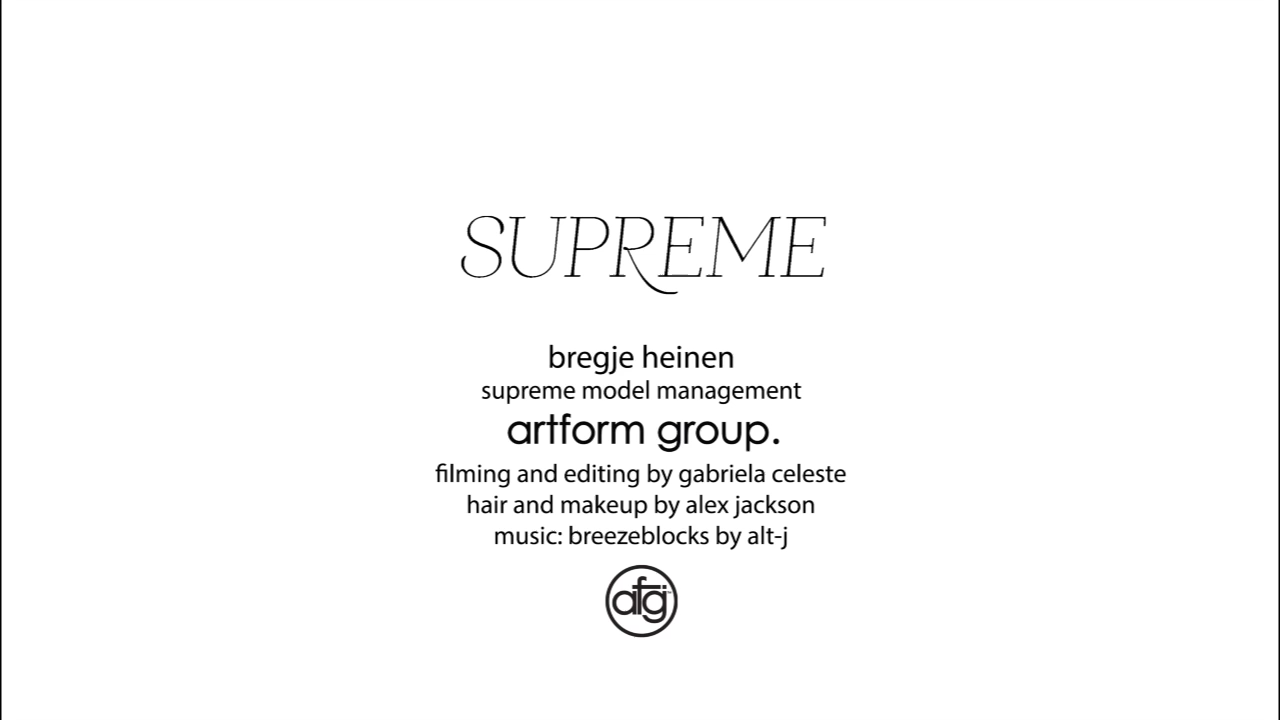 SUPREME
bregje heinen
supreme model management
artform group.
filming and editing by gabriela celeste
hair and makeup by alex jackson
music: breezeblocks by alt-j
afg